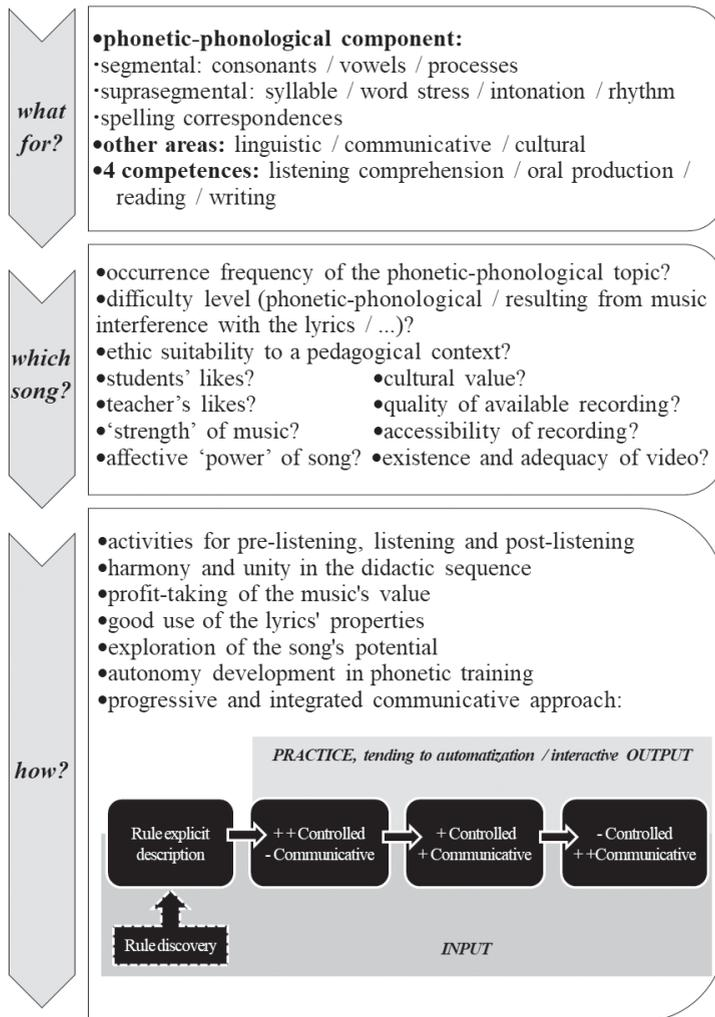 what
for?
•phonetic-phonological component:
·segmental: consonants / vowels / processes
·suprasegmental: syllable / word stress / intonation / rhythm
·spelling correspondences
•other areas: linguistic / communicative / cultural
•4 competences: listening comprehension / oral production /
reading / writing
which
song?
•occurrence frequency of the phonetic-phonological topic?
•difficulty level (phonetic-phonological / resulting from music
interference with the lyrics / ...)?
•ethic suitability to a pedagogical context?
•students' likes? •cultural value?
•teacher's likes? •quality of available recording?
•‘strength’ of music? •accessibility of recording?
•affective ‘power’ of song? •existence and adequacy of video?
how?
•activities for pre-listening, listening and post-listening
•harmony and unity in the didactic sequence
•profit-taking of the music's value
•good use of the lyrics' properties
•exploration of the song's potential
•autonomy development in phonetic training
•progressive and integrated communicative approach:
PRACTICE, tending to automatization / interactive OUTPUT
Rule explicit
description
++Controlled
- Communicative
+ Controlled
+ Communicative
- Controlled
++Communicative
Rule discovery
INPUT